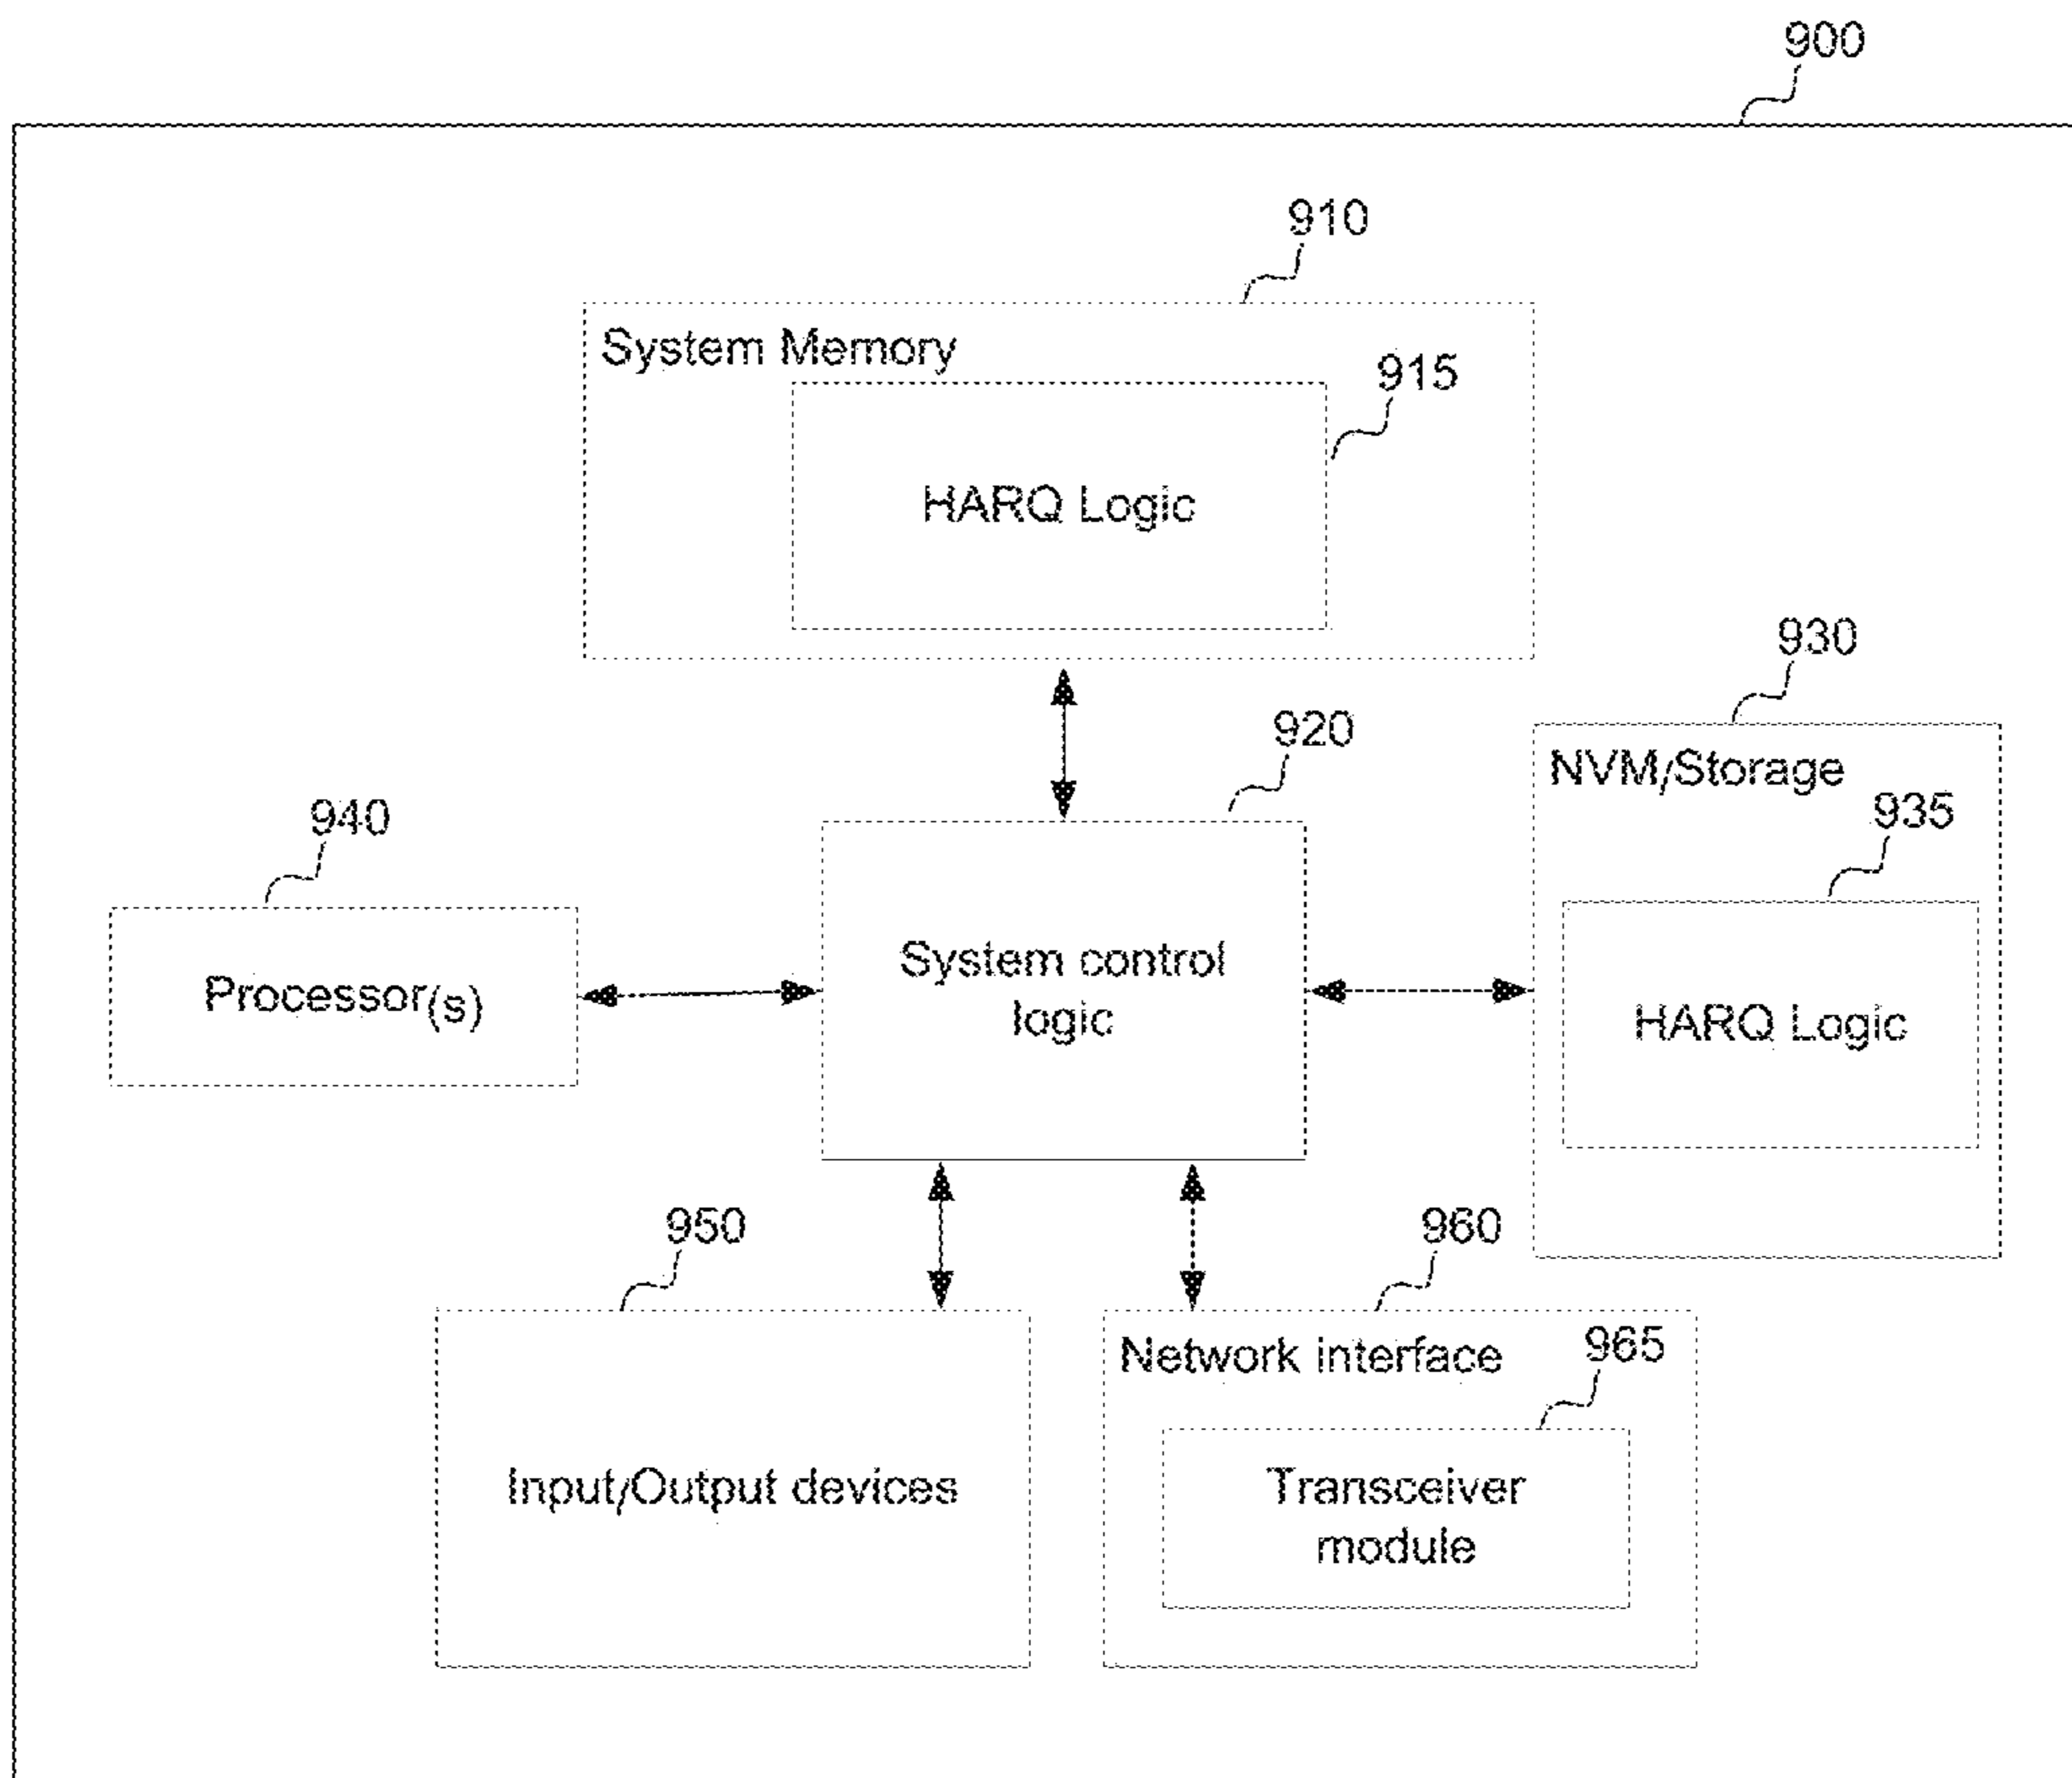 900
910
System Memory
915
HARQ Logic
930
920
NVM/Storage
940
935
System control
logic
Processor(s)
HARQ Logic
950
960
Network interface
965
Input/Output devices
Transceiver
module